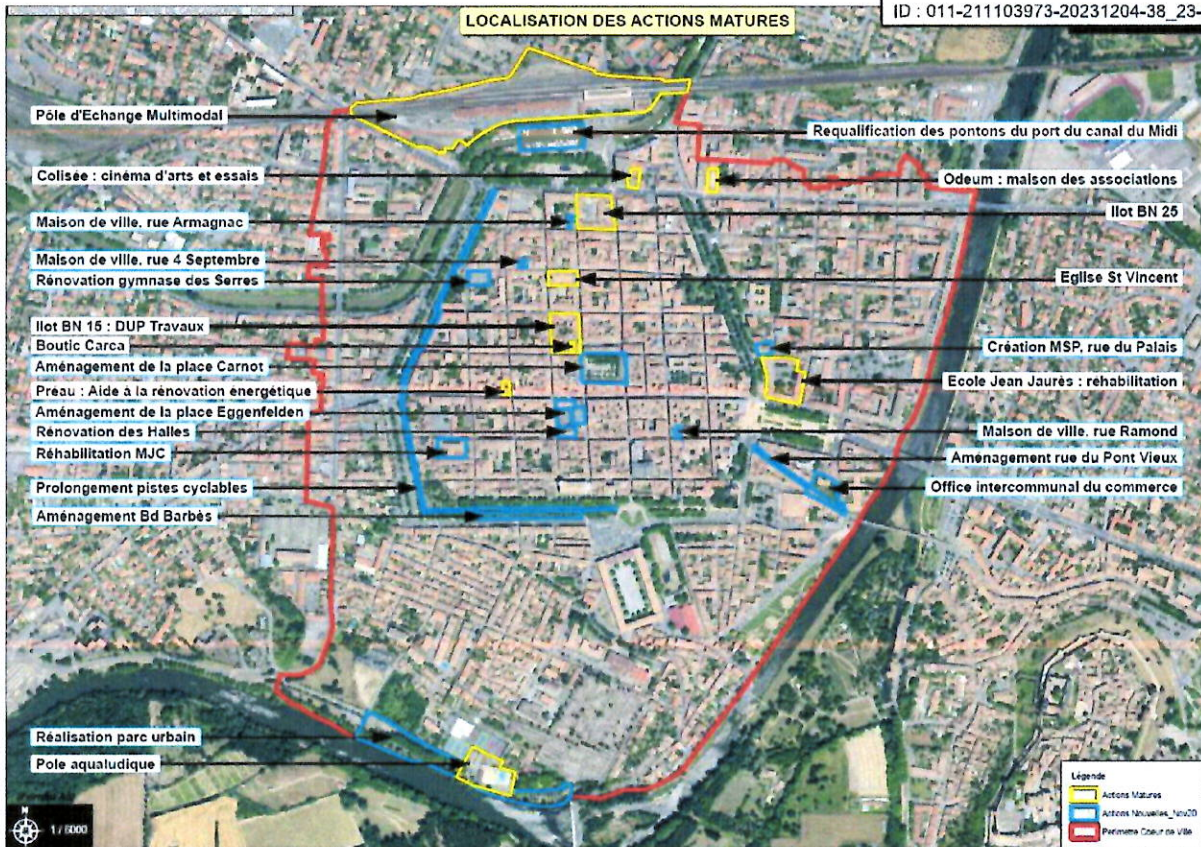 LOCALISATION DES ACTIONS MATURES
ID : 011-211103973-20231204-38_23-
Pôle d'Echange Multimodal
Requalification des pontons du port du canal du Midi
Colisée : cinéma d'arts et essais
Odeum : maison des associations
Maison de ville, rue Armagnac
Ilot BN 25
Maison de ville, rue 4 Septembre
Rénovation gymnase des Serres
Eglise St Vincent
Ilot BN 15 : DUP Travaux
Boutic Carca
Création MSP, rue du Palais
Aménagement de la place Carnot
Préau : Aide à la rénovation énergétique
Ecole Jean Jaurès : réhabilitation
Aménagement de la place Eggenfelden
Rénovation des Halles
Maison de ville, rue Ramond
Réhabilitation MJC
Aménagement rue du Pont Vieux
Prolongement pistes cyclables
Office intercommunal du commerce
Aménagement Bd Barbès
Réalisation parc urbain
Pole aqualudique
Légende
Actions Matures
Actions Nouvelles_Nov20
Périmètre Coeur de Ville
N
1 / 6000